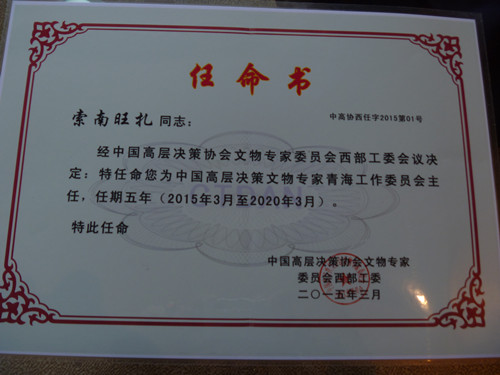 任命书
索南旺扎同志：
中高协西任字2015第01号
经中国高层决策协会文物专家委员会西部工委会议决
定：特任命您为中国高层决策文物专家青海工作委员会主
任，任期五年（2015年3月至2020年3月）。
特此任命
中国高层决策协会文物专家
委员会西部工委
二〇一五年三月